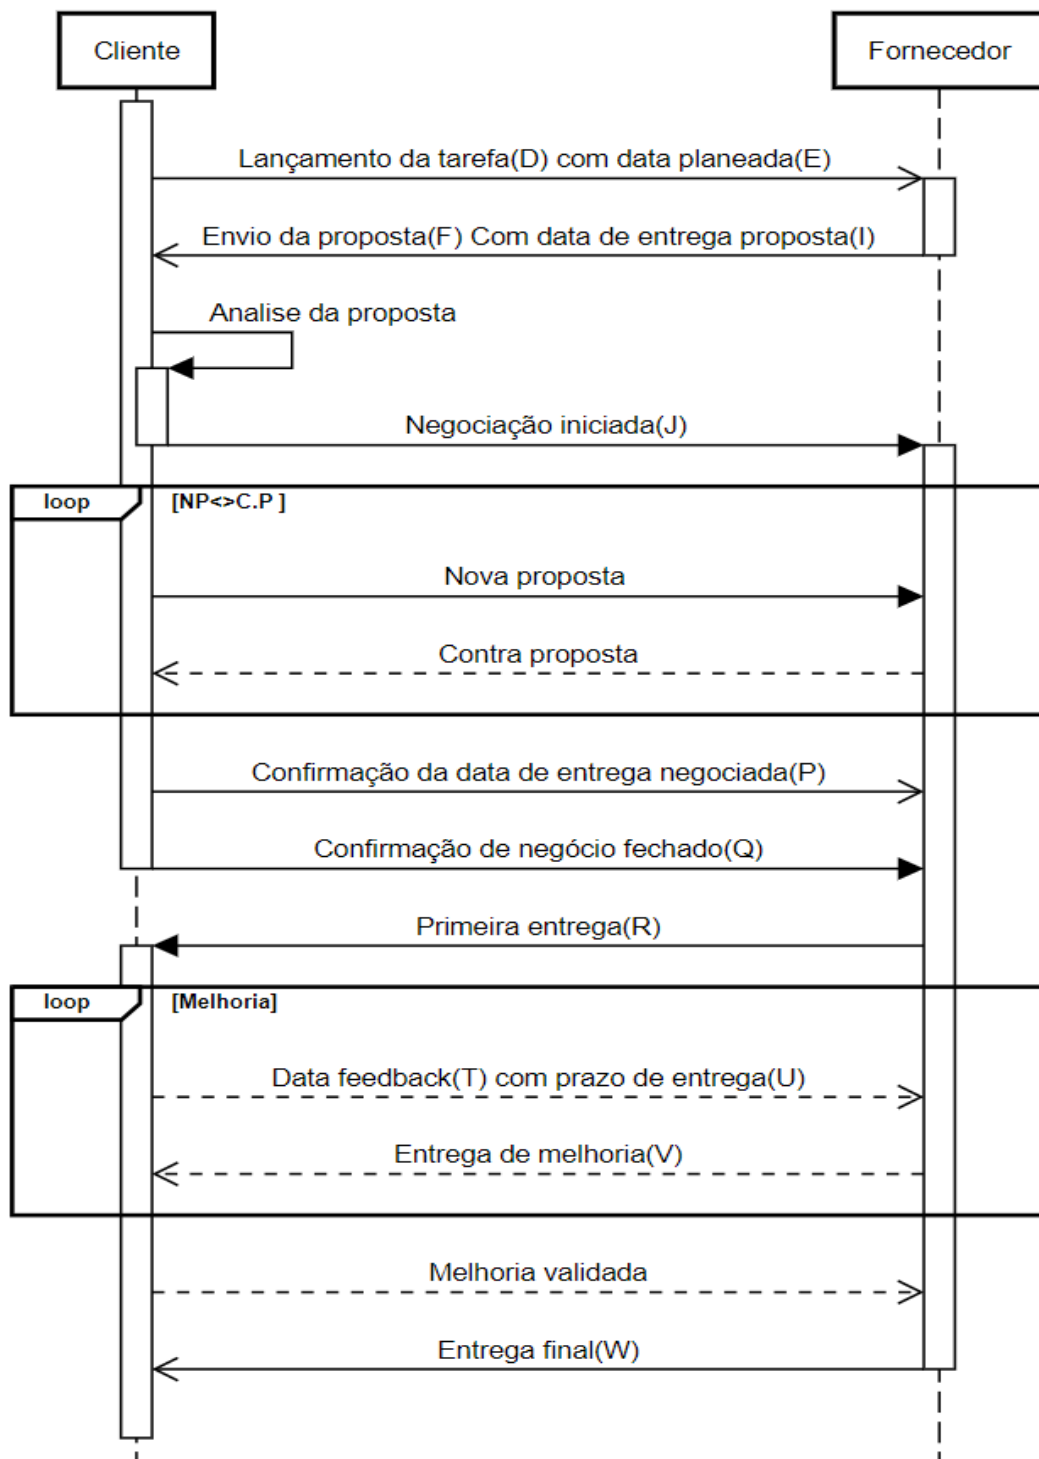 Cliente
Fornecedor
Lançamento da tarefa(D) com data planeada(E)
Envio da proposta(F) Com data de entrega proposta(I)
Analise da proposta
Negociação iniciada(J)
loop
[NP<>C.P ]
Nova proposta
Contra proposta
Confirmação da data de entrega negociada(P)
Confirmação de negócio fechado(Q)
Primeira entrega(R)
loop
[Melhoria]
Data feedback(T) com prazo de entrega(U)
Entrega de melhoria(V)
Melhoria validada
Entrega final(W)